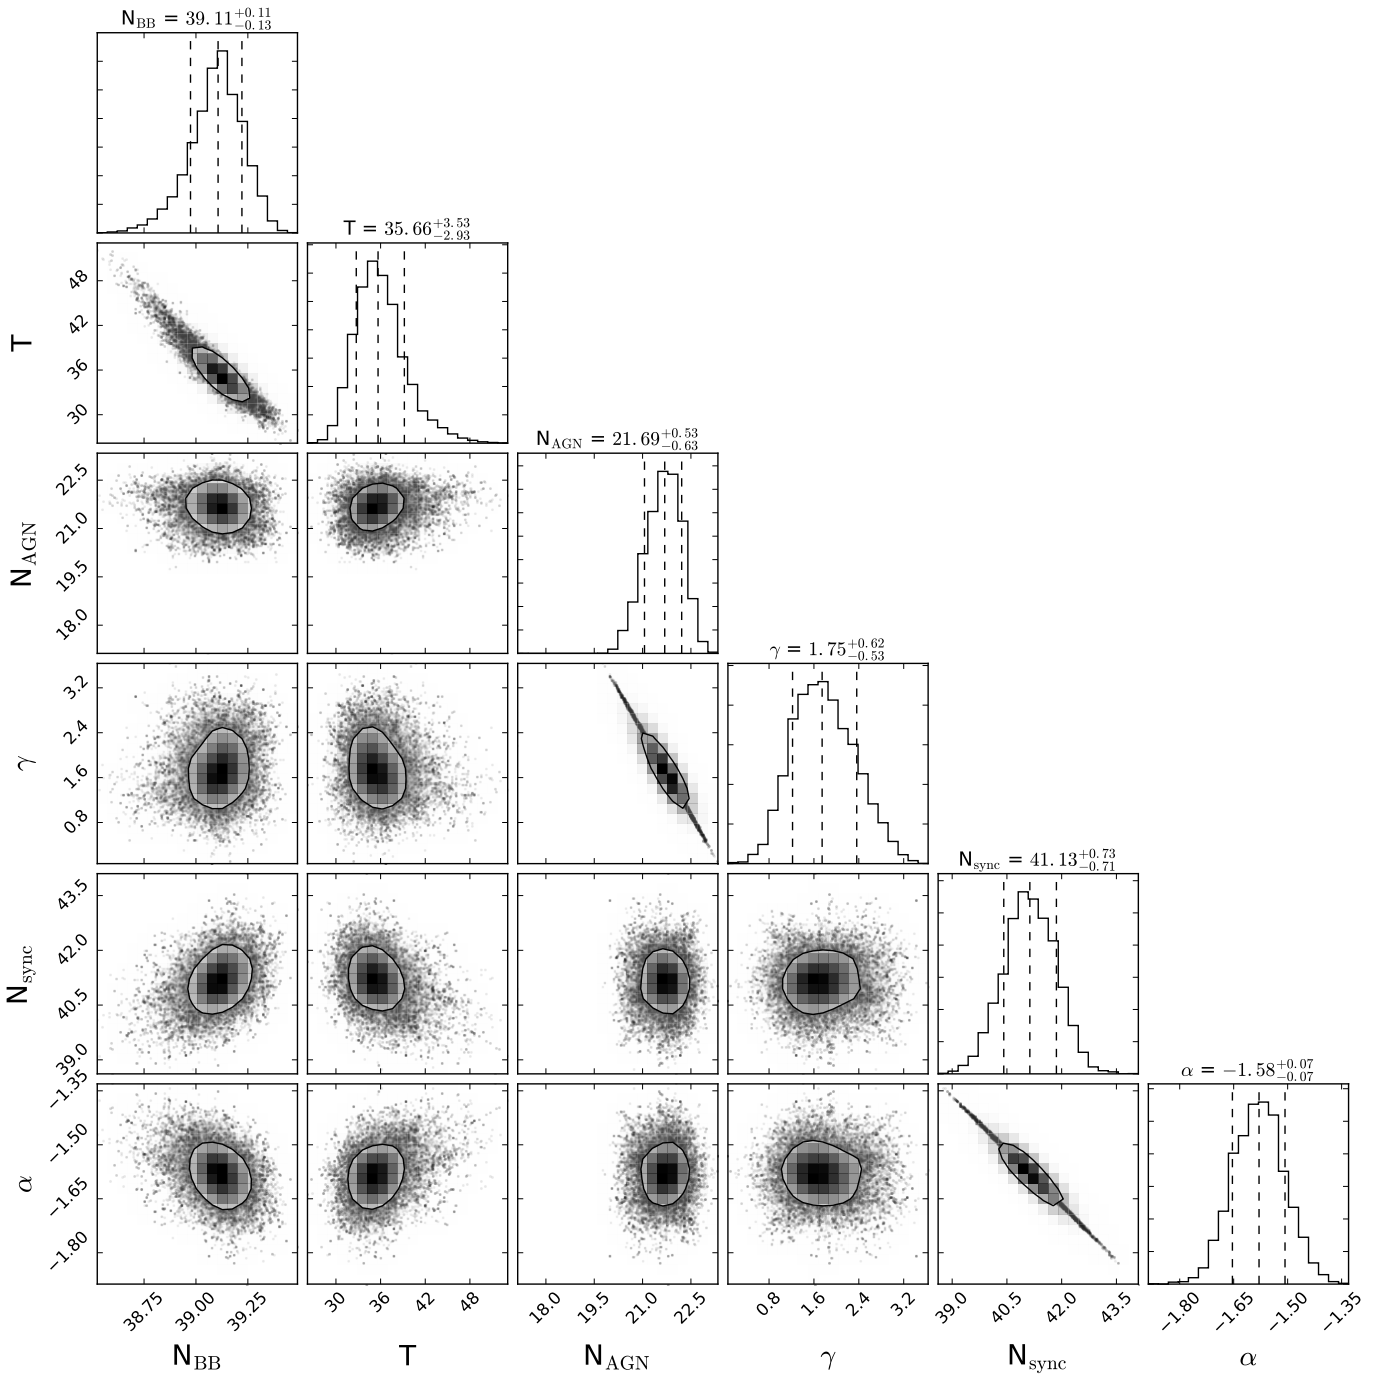 N_BB = 39.11^{+0.11}_{-0.13}
T = 35.66^{+3.53}_{-2.93}
48
42
36
30
T
N_AGN = 21.69^{+0.53}_{-0.63}
22.5
21.0
19.5
18.0
N_AGN
γ = 1.75^{+0.62}_{-0.53}
3.2
2.4
1.6
0.8
γ
N_sync = 41.13^{+0.73}_{-0.71}
43.5
42.0
40.5
39.0
N_sync
α = −1.58^{+0.07}_{-0.07}
−1.35
−1.50
−1.65
−1.80
α
38.75 39.00 39.25 30 36 42 48 18.0 19.5 21.0 22.5 0.8 1.6 2.4 3.2 39.0 40.5 42.0 43.5 −1.80 −1.65 −1.50 −1.35
N_BB T N_AGN γ N_sync α